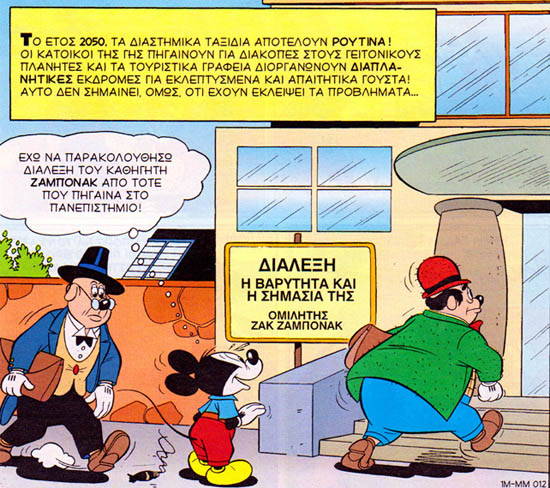 ΤΟ ΕΤΟΣ 2050, ΤΑ ΔΙΑΣΤΗΜΙΚΑ ΤΑΞΙΔΙΑ ΑΠΟΤΕΛΟΥΝ ΡΟΥΤΙΝΑ!
ΟΙ ΚΑΤΟΙΚΟΙ ΤΗΣ ΓΗΣ ΠΗΓΑΙΝΟΥΝ ΓΙΑ ΔΙΑΚΟΠΕΣ ΣΤΟΥΣ ΓΕΙΤΟΝΙΚΟΥΣ
ΠΛΑΝΗΤΕΣ ΚΑΙ ΤΑ ΤΟΥΡΙΣΤΙΚΑ ΓΡΑΦΕΙΑ ΔΙΟΡΓΑΝΩΝΟΥΝ ΔΙΑΠΛΑ-
ΝΗΤΙΚΕΣ ΕΚΔΡΟΜΕΣ ΓΙΑ ΕΚΛΕΠΤΥΣΜΕΝΑ ΚΑΙ ΑΠΑΙΤΗΤΙΚΑ ΓΟΥΣΤΑ!
ΑΥΤΟ ΔΕΝ ΣΗΜΑΙΝΕΙ, ΟΜΩΣ, ΟΤΙ ΕΧΟΥΝ ΕΚΛΕΙΨΕΙ ΤΑ ΠΡΟΒΛΗΜΑΤΑ...
ΕΧΩ ΝΑ ΠΑΡΑΚΟΛΟΥΘΗΣΩ
ΔΙΑΛΕΞΗ ΤΟΥ ΚΑΘΗΓΗΤΗ
ΖΑΜΠΟΝΑΚ ΑΠΟ ΤΟΤΕ
ΠΟΥ ΠΗΓΑΙΝΑ ΣΤΟ
ΠΑΝΕΠΙΣΤΗΜΙΟ!
ΔΙΑΛΕΞΗ
Η ΒΑΡΥΤΗΤΑ ΚΑΙ
Η ΣΗΜΑΣΙΑ ΤΗΣ
ΟΜΙΛΗΤΗΣ
ΖΑΚ ΖΑΜΠΟΝΑΚ
1M-MM 012